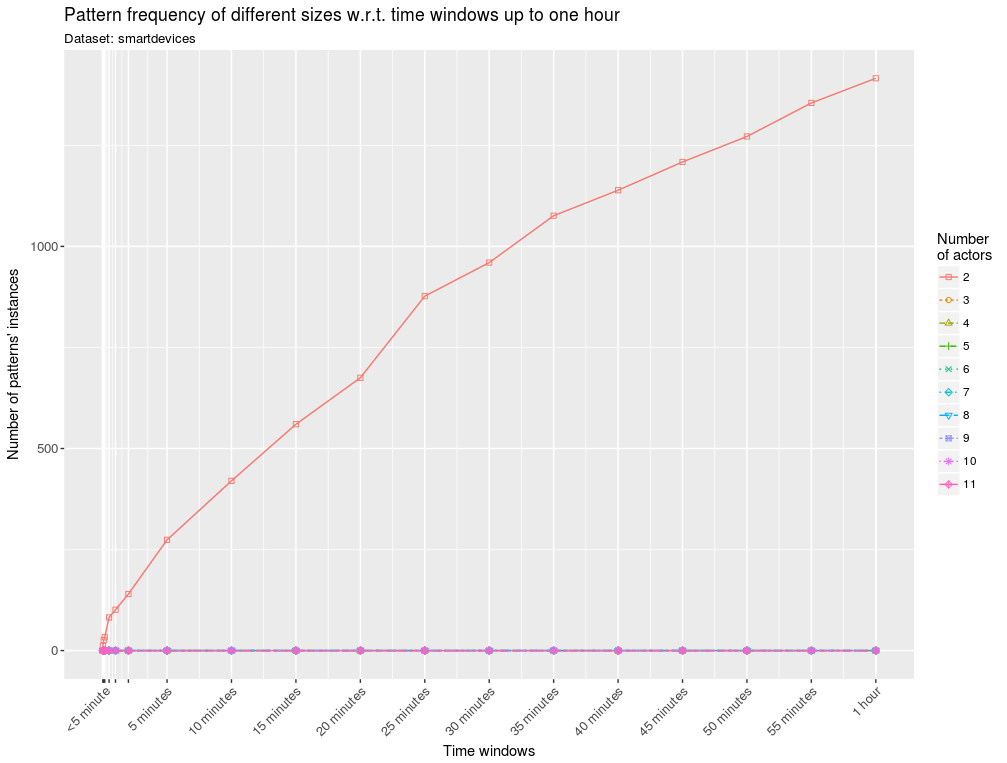 Pattern frequency of different sizes w.r.t. time windows up to one hour
Dataset: smartdevices
Number of patterns' instances
1000
500
0
<5 minute
5 minutes
10 minutes
15 minutes
20 minutes
25 minutes
30 minutes
35 minutes
40 minutes
45 minutes
50 minutes
55 minutes
1 hour
Time windows
Number
of actors
2
3
4
5
6
7
8
9
10
11